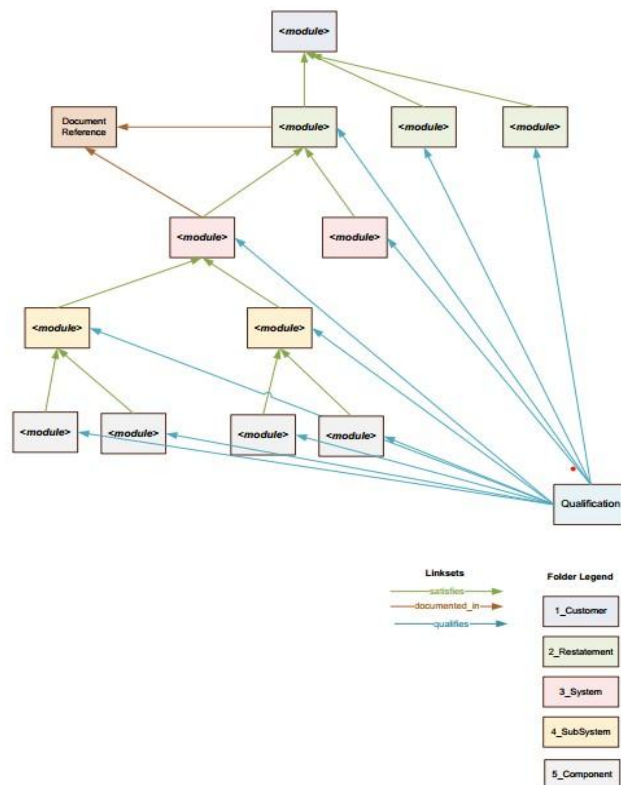 <module>
Document
Reference
<module>
<module>
<module>
<module>
<module>
<module>
<module>
<module>
<module>
<module>
<module>
Qualification
Linksets
satisfies
documented_in
qualifies
Folder Legend
1_Customer
2_Restatement
3_System
4_SubSystem
5_Component